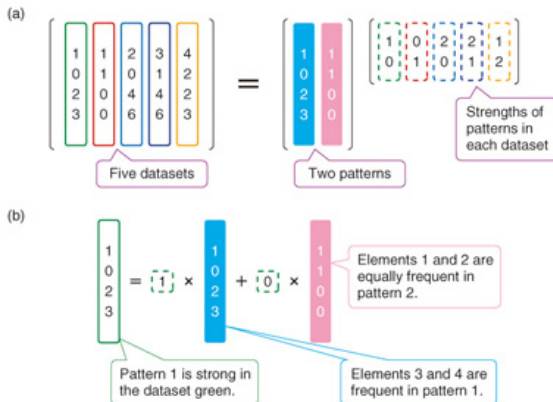 (a)
1 1 2 3 4 = 1 1 1 0 2 2 1
0 1 0 1 2 0 1 0 1 0 1 2
2 0 4 4 2 2 0
3 0 6 6 3 3 0
Five datasets
Two patterns
Strengths of
patterns in
each dataset
(b)
1 1 1
0 0 1
2 = 1 × 2 + 0 × 0
3 3 0
Elements 1 and 2 are
equally frequent in
pattern 2.
Pattern 1 is strong in
the dataset green.
Elements 3 and 4 are
frequent in pattern 1.